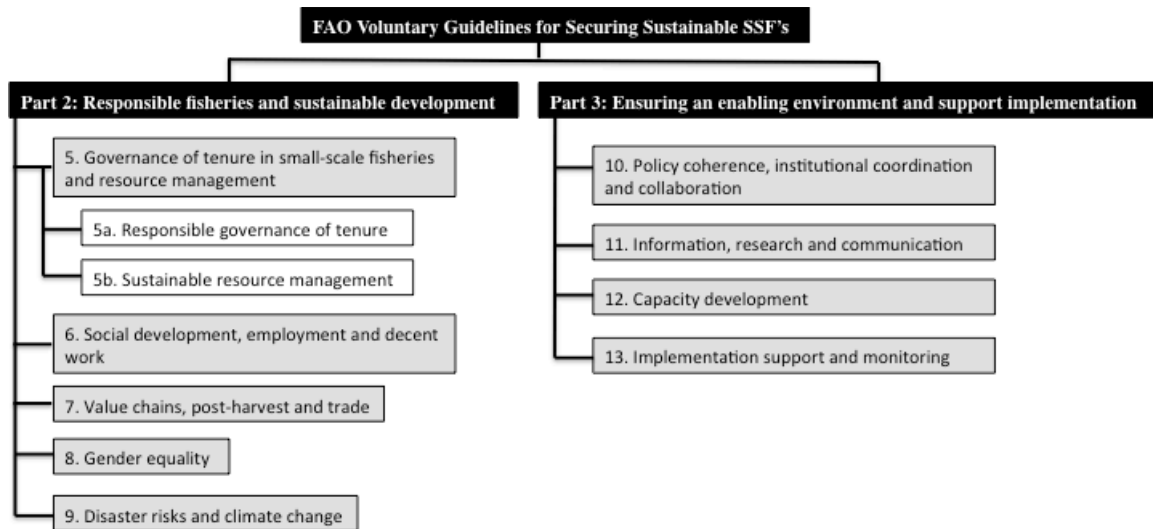 FAO Voluntary Guidelines for Securing Sustainable SSF's
Part 2: Responsible fisheries and sustainable development
5. Governance of tenure in small-scale fisheries
and resource management
5a. Responsible governance of tenure
5b. Sustainable resource management
6. Social development, employment and decent
work
7. Value chains, post-harvest and trade
8. Gender equality
9. Disaster risks and climate change
Part 3: Ensuring an enabling environment and support implementation
10. Policy coherence, institutional coordination
and collaboration
11. Information, research and communication
12. Capacity development
13. Implementation support and monitoring